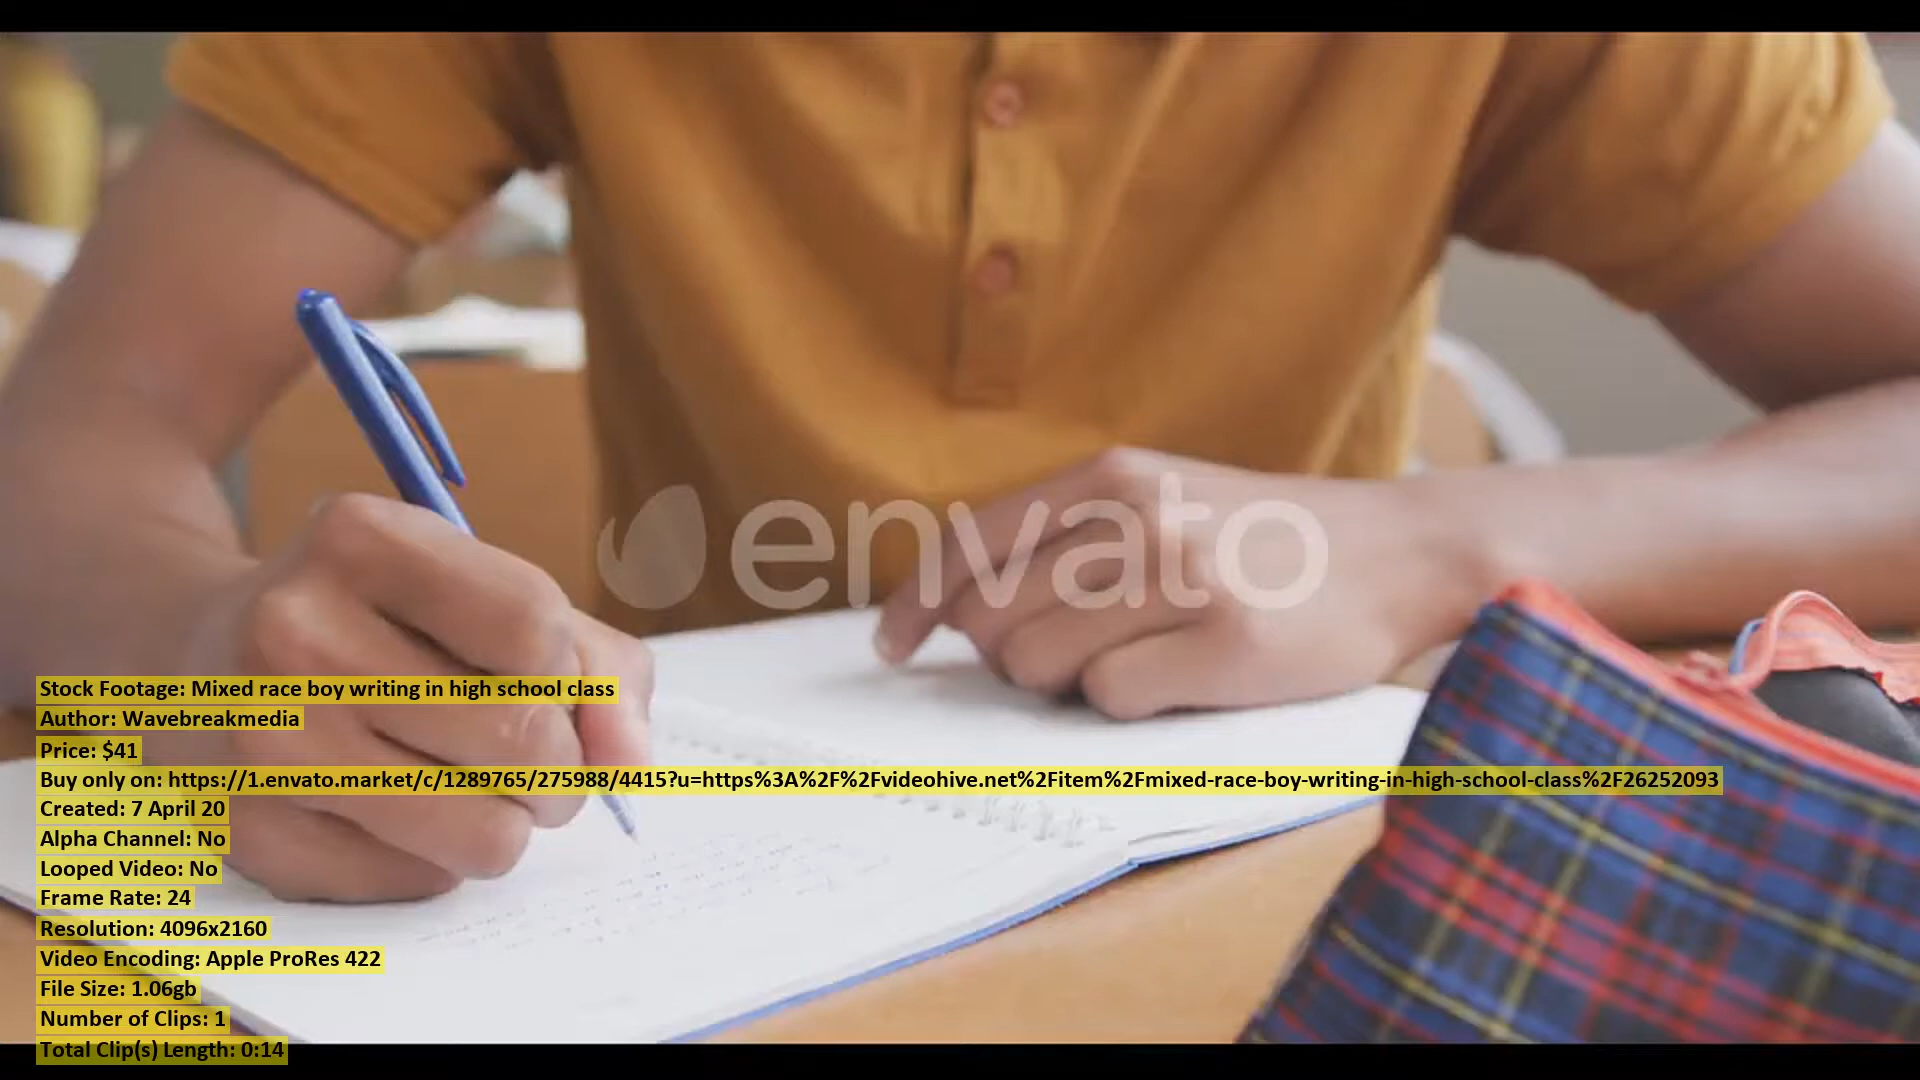 envato
Stock Footage: Mixed race boy writing in high school class
Author: Wavebreakmedia
Price: $41
Buy only on: https://1.envato.market/c/1289765/275988/4415?u=https%3A%2F%2Fvideohive.net%2Fitem%2Fmixed-race-boy-writing-in-high-school-class%2F26252093
Created: 7 April 20
Alpha Channel: No
Looped Video: No
Frame Rate: 24
Resolution: 4096x2160
Video Encoding: Apple ProRes 422
File Size: 1.06gb
Number of Clips: 1
Total Clip(s) Length: 0:14